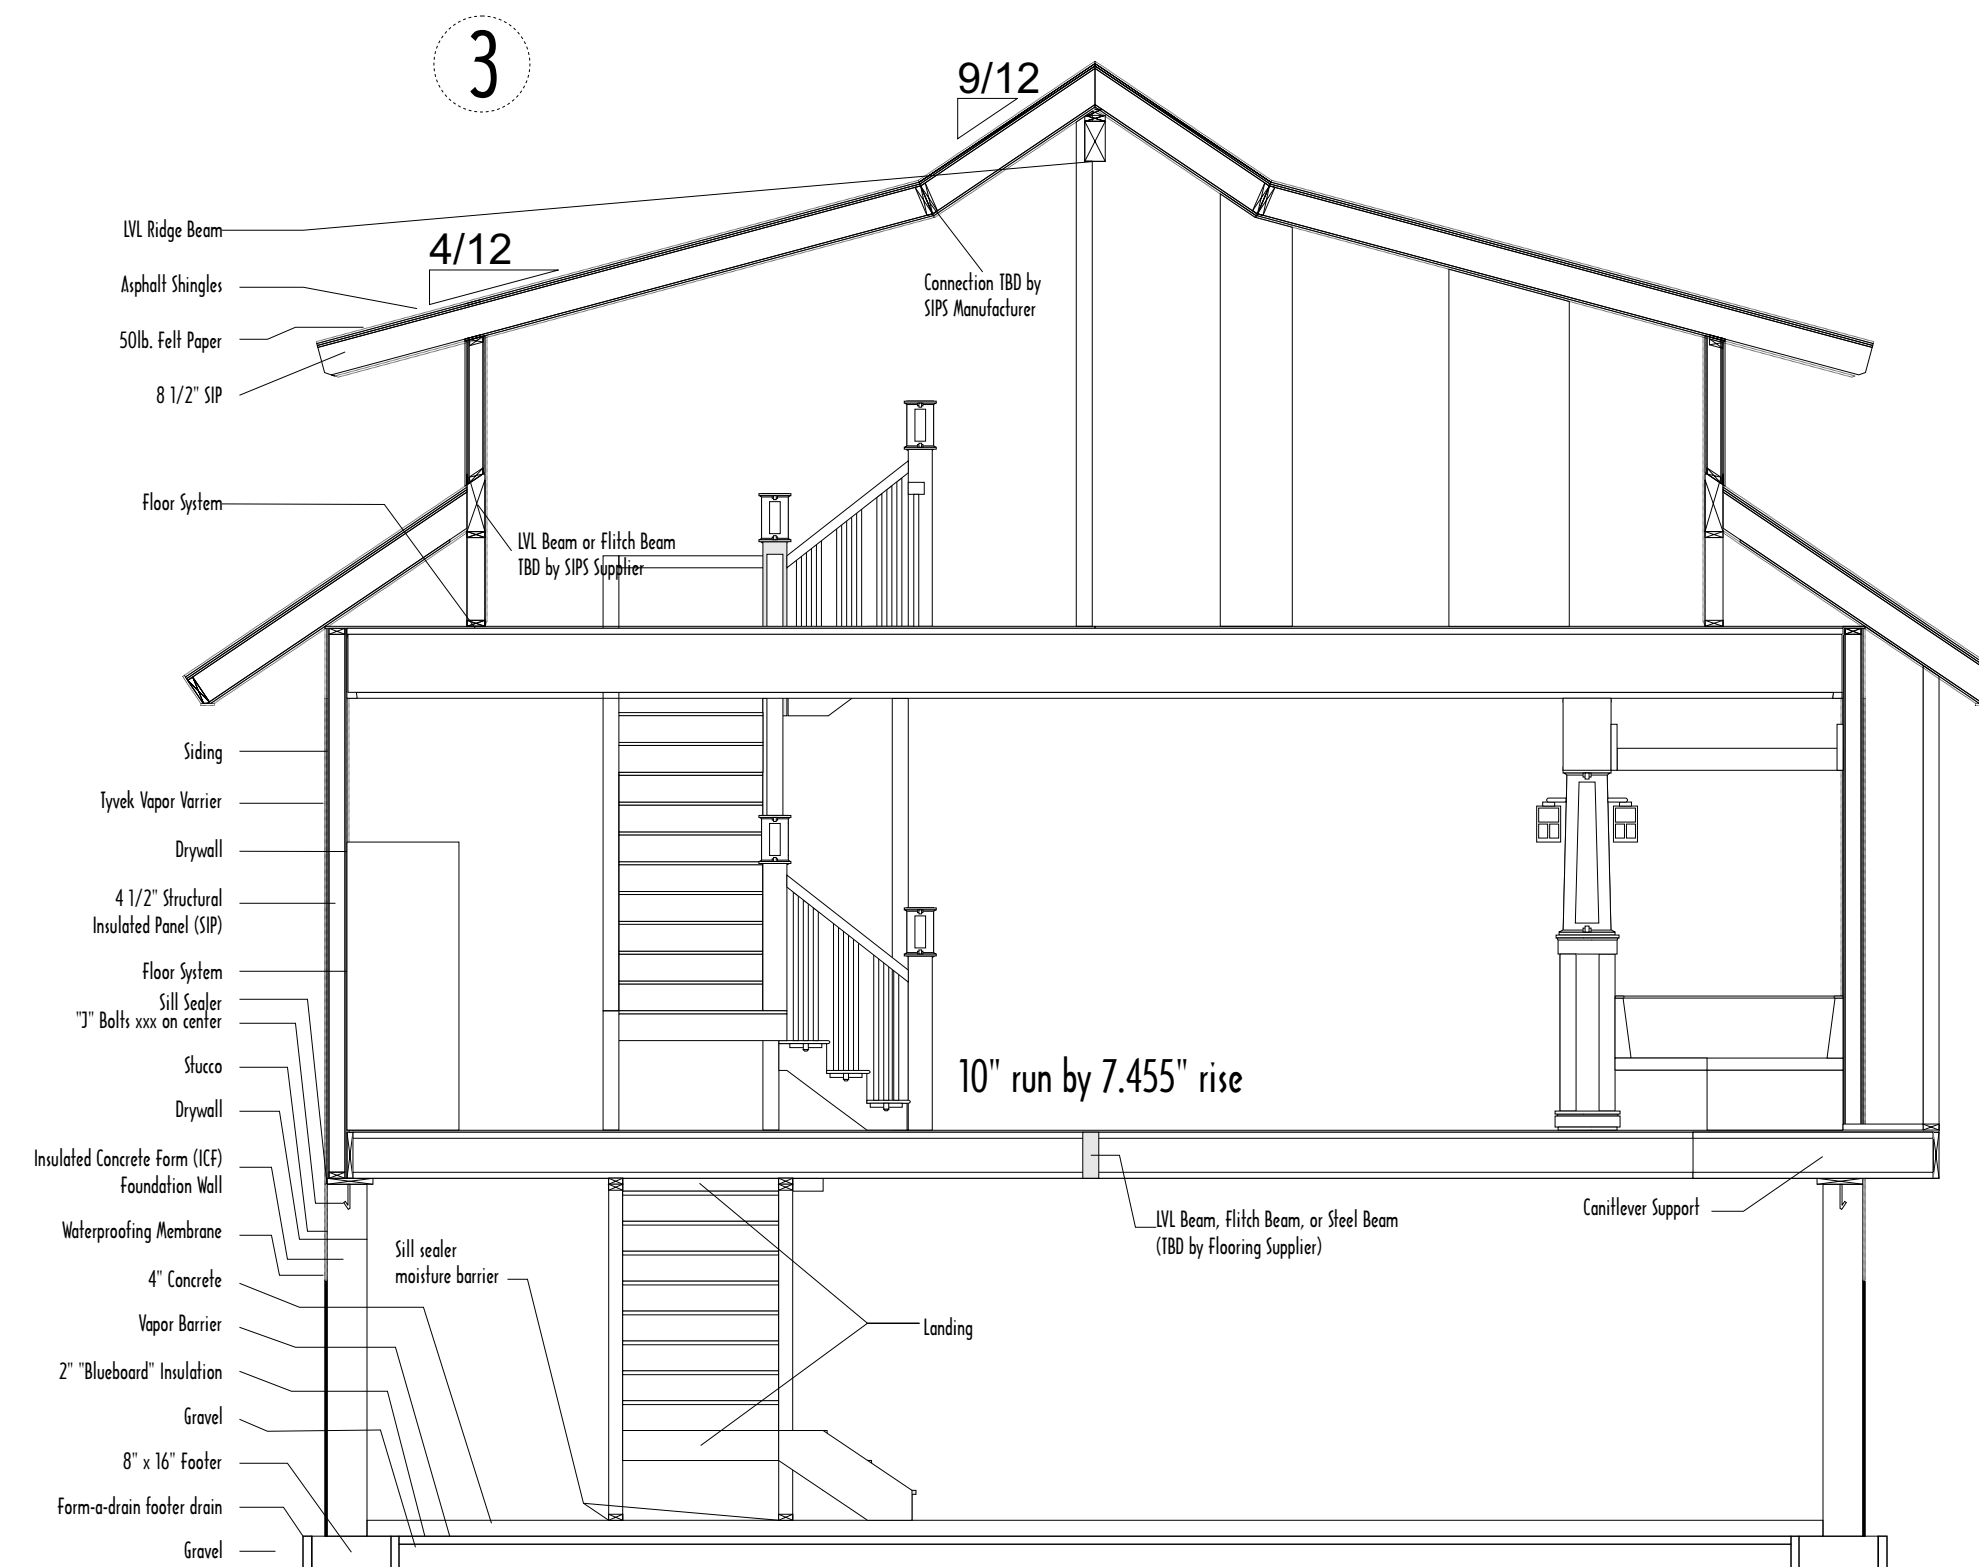 3
9/12
LVL Ridge Beam
4/12
Asphalt Shingles
Connection TBD by
SIPS Manufacturer
50lb. Felt Paper
8 1/2" SIP
Floor System
LVL Beam or Flitch Beam
TBD by SIPS Supplier
Siding
Tyvek Vapor Varrier
Drywall
4 1/2" Structural
Insulated Panel (SIP)
Floor System
Sill Sealer
"J" Bolts xxx on center
Stucco
10" run by 7.455" rise
Drywall
Insulated Concrete Form (ICF)
Foundation Wall
Canitlever Support
Waterproofing Membrane
LVL Beam, Flitch Beam, or Steel Beam
(TBD by Flooring Supplier)
Sill sealer
moisture barrier
4" Concrete
Vapor Barrier
Landing
2" "Blueboard" Insulation
Gravel
8" x 16" Footer
Form-a-drain footer drain
Gravel